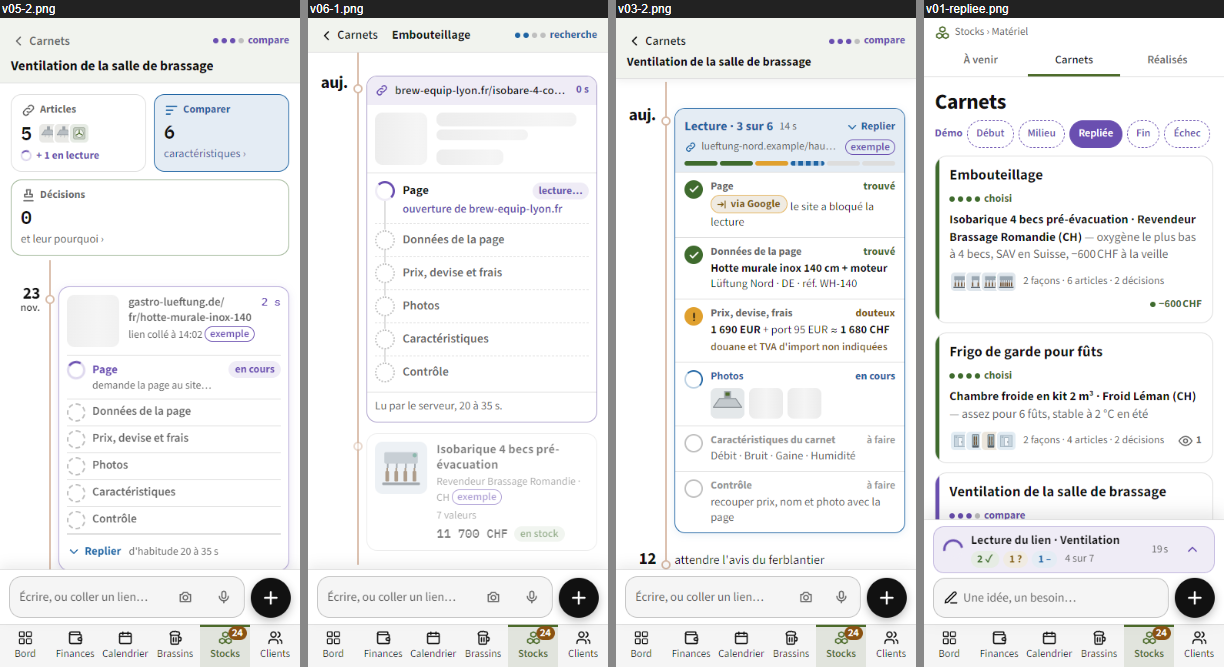 v05-2.png
Carnets
compare
Ventilation de la salle de brassage
Articles
5
+ 1 en lecture
Comparer
6
caractéristiques ›
Décisions
0
et leur pourquoi ›
23
nov.
gastro-lueftung.de/
fr/hotte-murale-inox-140
2 s
lien collé à 14:02 exemple
Page
en cours
demande la page au site…
Données de la page
Prix, devise et frais
Photos
Caractéristiques
Contrôle
Replier d'habitude 20 à 35 s
Écrire, ou coller un lien…
Bord
Finances
Calendrier
Brassins
24
Stocks
Clients
v06-1.png
Carnets
Embouteillage
recherche
auj.
brew-equip-lyon.fr/isobare-4-co…
0 s
Page
lecture…
ouverture de brew-equip-lyon.fr
Données de la page
Prix, devise et frais
Photos
Caractéristiques
Contrôle
Lu par le serveur, 20 à 35 s.
Isobarique 4 becs pré-
évacuation
Revendeur Brassage Romandie ·
CH exemple
7 valeurs
11 700 CHF en stock
Écrire, ou coller un lien…
Bord
Finances
Calendrier
Brassins
24
Stocks
Clients
v03-2.png
Carnets
compare
Ventilation de la salle de brassage
auj.
Lecture · 3 sur 6 14 s
Replier
lueftung-nord.example/hau…
exemple
Page
trouvé
via Google le site a bloqué la
lecture
Données de la page
trouvé
Hotte murale inox 140 cm + moteur
Lüftung Nord · DE · réf. WH-140
!
Prix, devise, frais
douteux
1 690 EUR + port 95 EUR ≈ 1 680 CHF
douane et TVA d'import non indiquées
Photos
en cours
Caractéristiques du carnet
à faire
Débit · Bruit · Gaine · Humidité
Contrôle
à faire
recouper prix, nom et photo avec la
page
12
attendre l'avis du ferblantier
Écrire, ou coller un lien…
Bord
Finances
Calendrier
Brassins
24
Stocks
Clients
v01-repliee.png
Stocks › Matériel
À venir
Carnets
Réalisés
Carnets
Démo
Début
Milieu
Repliée
Fin
Échec
Embouteillage
choisi
Isobarique 4 becs pré-évacuation · Revendeur
Brassage Romandie (CH) — oxygène le plus bas
à 4 becs, SAV en Suisse, −600 CHF à la veille
2 façons · 6 articles · 2 décisions
−600 CHF
Frigo de garde pour fûts
choisi
Chambre froide en kit 2 m³ · Froid Léman (CH)
— assez pour 6 fûts, stable à 2 °C en été
2 façons · 4 articles · 2 décisions
1
Ventilation de la salle de brassage
compare
Lecture du lien · Ventilation
2 ✓
1 ?
1 –
4 sur 7
19 s
Une idée, un besoin…
Bord
Finances
Calendrier
Brassins
24
Stocks
Clients